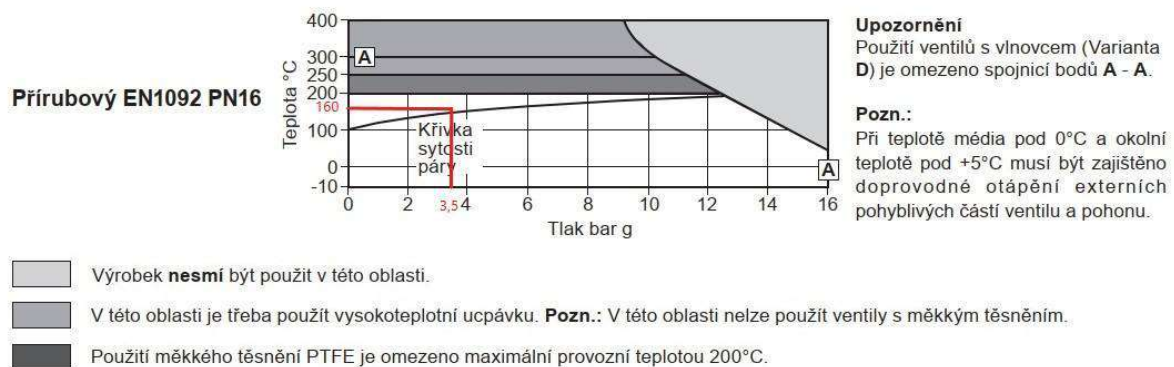 Přírubový EN1092 PN16
Teplota °C
400
300
250
200
160
100
0
-10
A
Křivka
sytosti
páry
A
0
2
3,5
4
6
8
10
12
14
16
Tlak bar g
Upozornění
Použití ventilů s vlnovcem (Varianta
D) je omezeno spojnicí bodů A - A.
Pozn.:
Při teplotě média pod 0°C a okolní
teplotě pod +5°C musí být zajištěno
doprovodné otápění externích
pohyblivých částí ventilu a pohonu.
Výrobek nesmí být použit v této oblasti.
V této oblasti je třeba použít vysokoteplotní ucpávku. Pozn.: V této oblasti nelze použít ventily s měkkým těsněním.
Použití měkkého těsnění PTFE je omezeno maximální provozní teplotou 200°C.